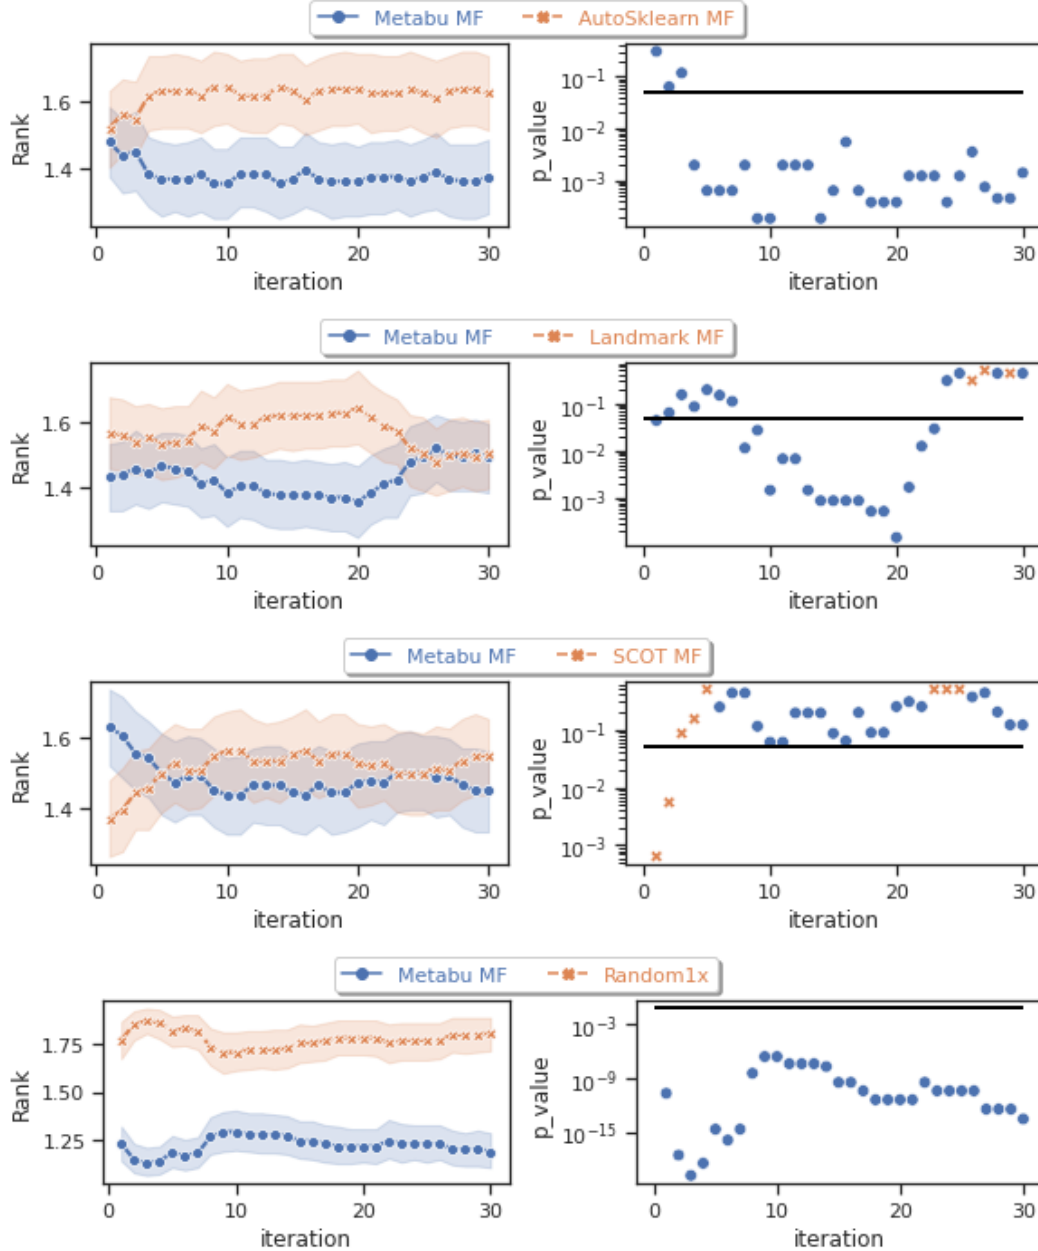 Metabu MF AutoSklearn MF
Rank
1.6
1.4
0 10 20 30
iteration
p_value
10⁻¹
10⁻²
10⁻³
0 10 20 30
iteration
Metabu MF Landmark MF
Rank
1.6
1.4
0 10 20 30
iteration
p_value
10⁻¹
10⁻²
10⁻³
0 10 20 30
iteration
Metabu MF SCOT MF
Rank
1.6
1.4
0 10 20 30
iteration
p_value
10⁻¹
10⁻²
10⁻³
0 10 20 30
iteration
Metabu MF Random1x
Rank
1.75
1.50
1.25
0 10 20 30
iteration
p_value
10⁻³
10⁻⁹
10⁻¹⁵
0 10 20 30
iteration